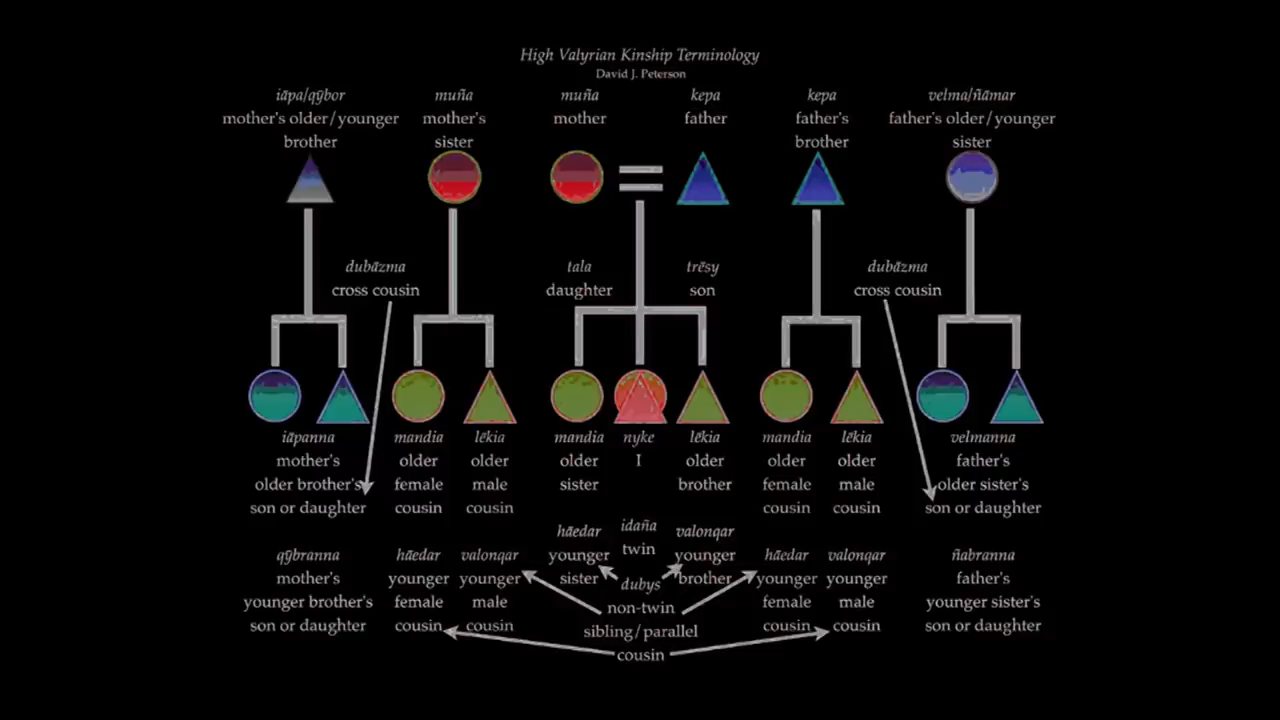 High Valyrian Kinship Terminology
David J. Peterson
iāpa/qȳbor
mother's older/younger
brother
muña
mother's
sister
muña
mother
kepa
father
kepa
father's
brother
velma/ñāmar
father's older/younger
sister
dubāzma
cross cousin
tala
daughter
trēsy
son
dubāzma
cross cousin
iāpanna
mother's
older brother's
son or daughter
mandia
older
female
cousin
lēkia
older
male
cousin
mandia
older
sister
nyke
I
lēkia
older
brother
mandia
older
female
cousin
lēkia
older
male
cousin
velmanna
father's
older sister's
son or daughter
qȳbranna
mother's
younger brother's
son or daughter
hāedar
younger
female
cousin
valonqar
younger
male
cousin
hāedar
younger
sister
idaña
twin
valonqar
younger
brother
dubys
non-twin
sibling/parallel
cousin
hāedar
younger
female
cousin
valonqar
younger
male
cousin
ñabranna
father's
younger sister's
son or daughter